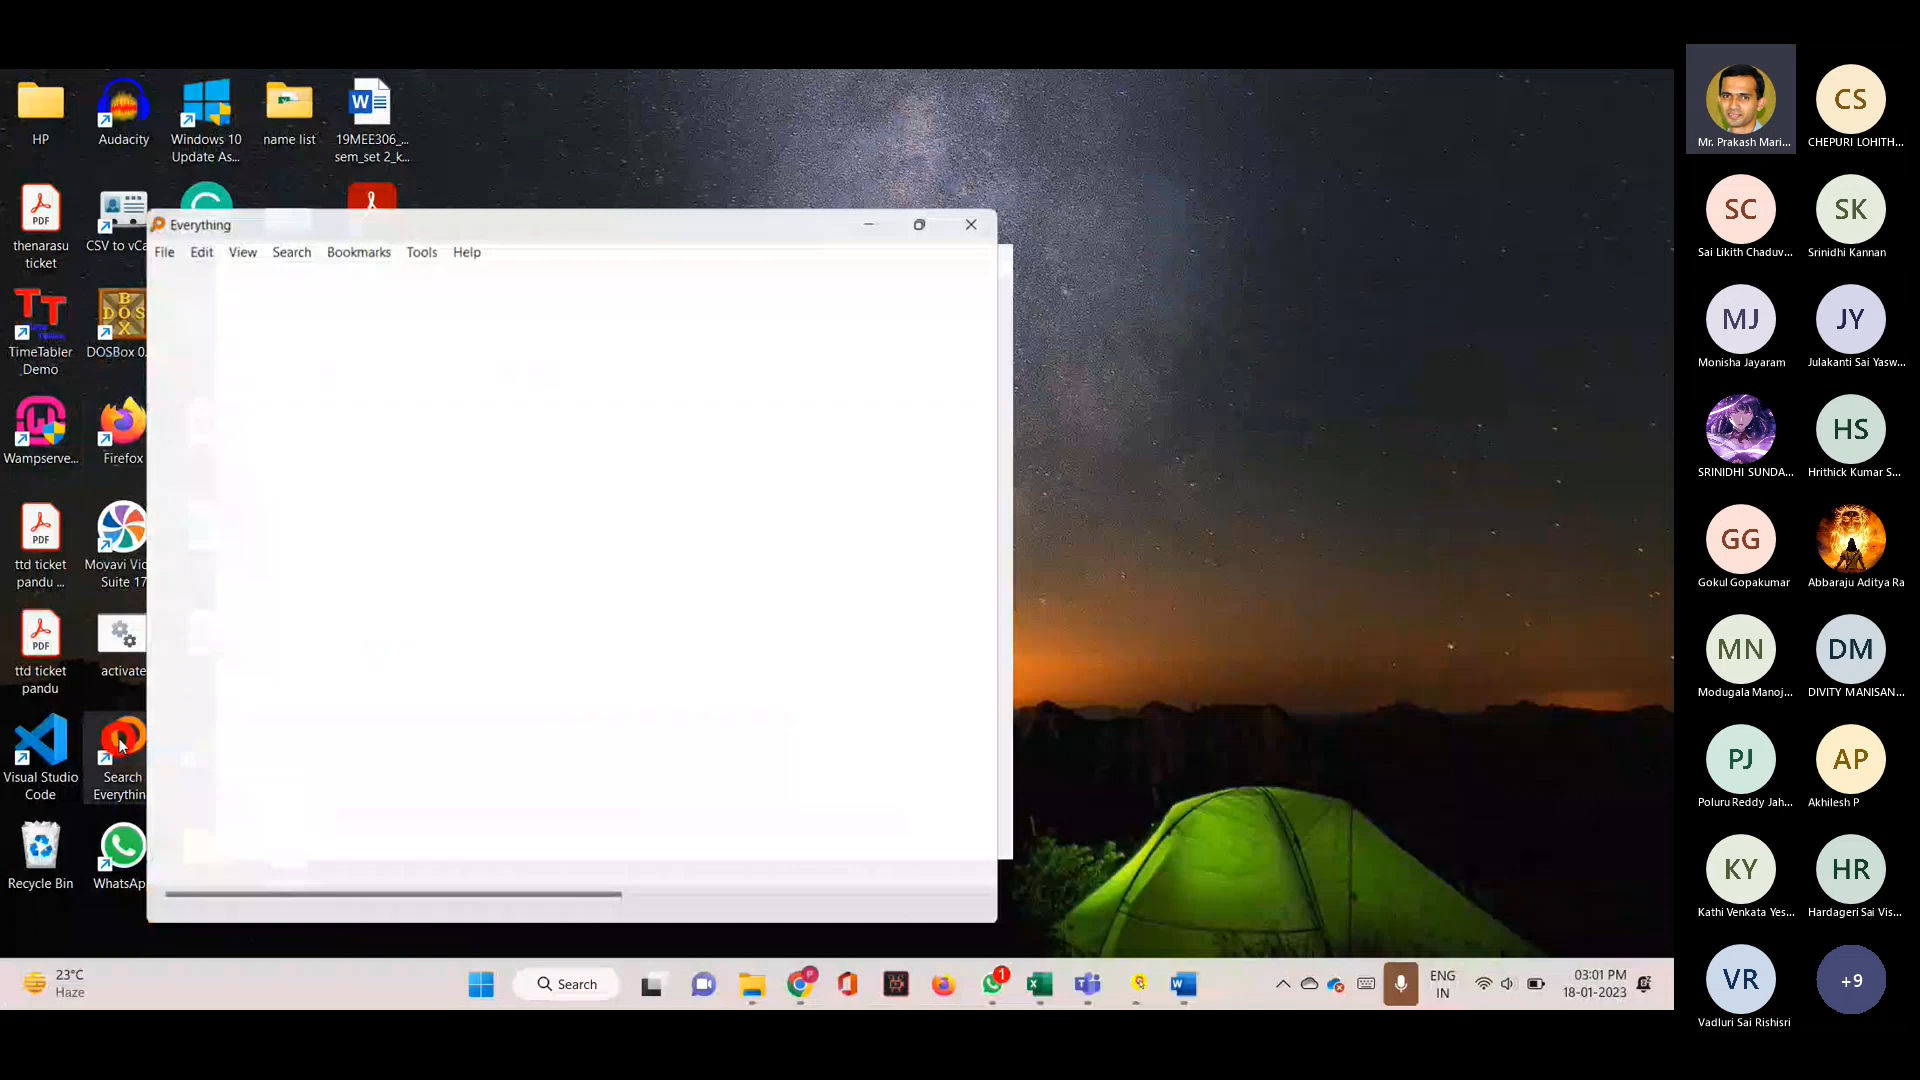 HP
Audacity
Windows 10
Update As...
name list
19MEE306_...
sem_set 2_k...
PDF
thenarasu
ticket
CSV to vCa
Everything
File Edit View Search Bookmarks Tools Help
TimeTabler
Demo
DOSBox 0.
Wampserve...
Firefox
PDF
ttd ticket
pandu ...
Movavi Vid
Suite 17
PDF
ttd ticket
pandu
activate
Visual Studio
Code
Search
Everythin
Recycle Bin
WhatsAp
23°C
Haze
Search
1
ENG
IN
03:01 PM
18-01-2023
Mr. Prakash Mari...
CS
CHEPURI LOHITH...
SC
Sai Likith Chaduv...
SK
Srinidhi Kannan
MJ
Monisha Jayaram
JY
Julakanti Sai Yasw...
SRINIDHI SUNDA...
HS
Hrithick Kumar S...
GG
Gokul Gopakumar
Abbaraju Aditya Ra
MN
Modugala Manoj...
DM
DIVITY MANISAN...
PJ
Poluru Reddy Jah...
AP
Akhilesh P
KY
Kathi Venkata Yes...
HR
Hardageri Sai Vis...
VR
Vadluri Sai Rishisri
+9